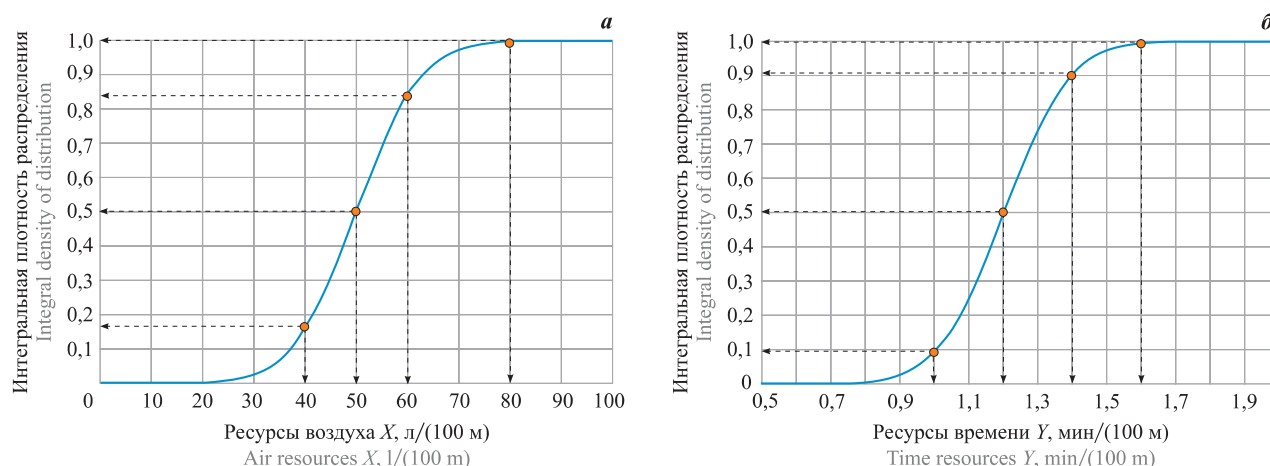 а
Интегральная плотность распределения
Integral density of distribution
1,0
0,9
0,8
0,7
0,6
0,5
0,4
0,3
0,2
0,1
0 10 20 30 40 50 60 70 80 90 100
Ресурсы воздуха X, л/(100 м)
Air resources X, l/(100 m)
б
Интегральная плотность распределения
Integral density of distribution
1,0
0,9
0,8
0,7
0,6
0,5
0,4
0,3
0,2
0,1
0
0,5 0,7 0,9 1,1 1,3 1,5 1,7 1,9
Ресурсы времени Y, мин/(100 м)
Time resources Y, min/(100 m)